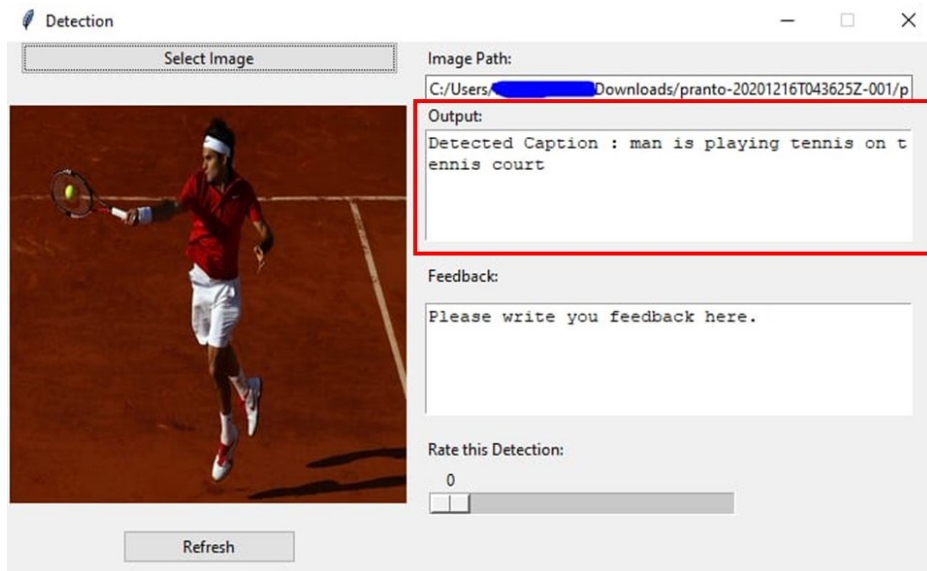 Detection
Select Image
Image Path:
C:/Users/ Downloads/pranto-20201216T043625Z-001/p
Output:
Detected Caption : man is playing tennis on t
ennis court
Feedback:
Please write you feedback here.
Rate this Detection:
0
Refresh